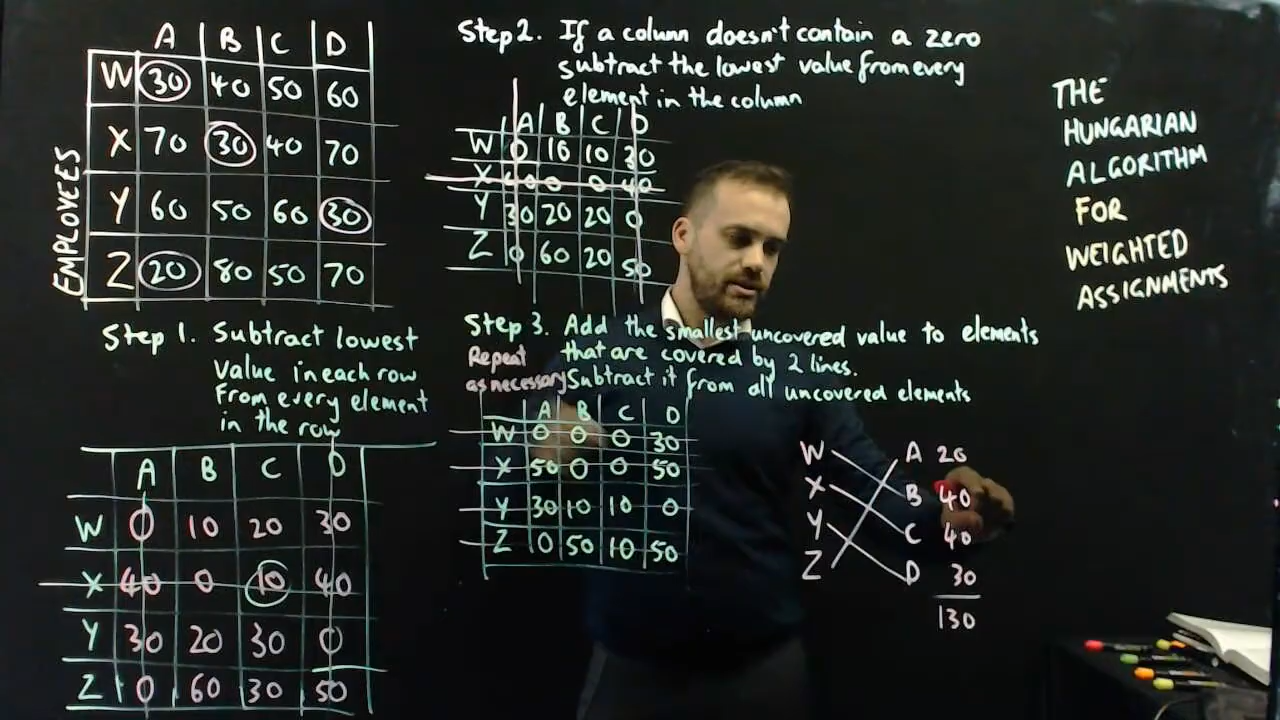 A B C D
EMPLOYEES
W 30 40 50 60
X 70 30 40 70
Y 60 50 60 30
Z 20 80 50 70
Step 1. Subtract lowest
value in each row
from every element
in the row
A B C D
W 0 10 20 30
X 40 0 10 40
Y 30 20 30 0
Z 0 60 30 50
Step 2. If a column doesn't contain a zero
subtract the lowest value from every
element in the column
A B C D
W 0 10 10 30
X 40 0 0 40
Y 30 20 20 0
Z 0 60 20 50
Step 3. Add the smallest uncovered value to elements
Repeat that are covered by 2 lines.
as necessary Subtract it from all uncovered elements
A B C D
W 0 0 0 30
X 50 0 0 50
Y 30 10 10 0
Z 0 50 10 50
W A 20
X B 40
Y C 40
Z D 30
130
THE
HUNGARIAN
ALGORITHM
FOR
WEIGHTED
ASSIGNMENTS